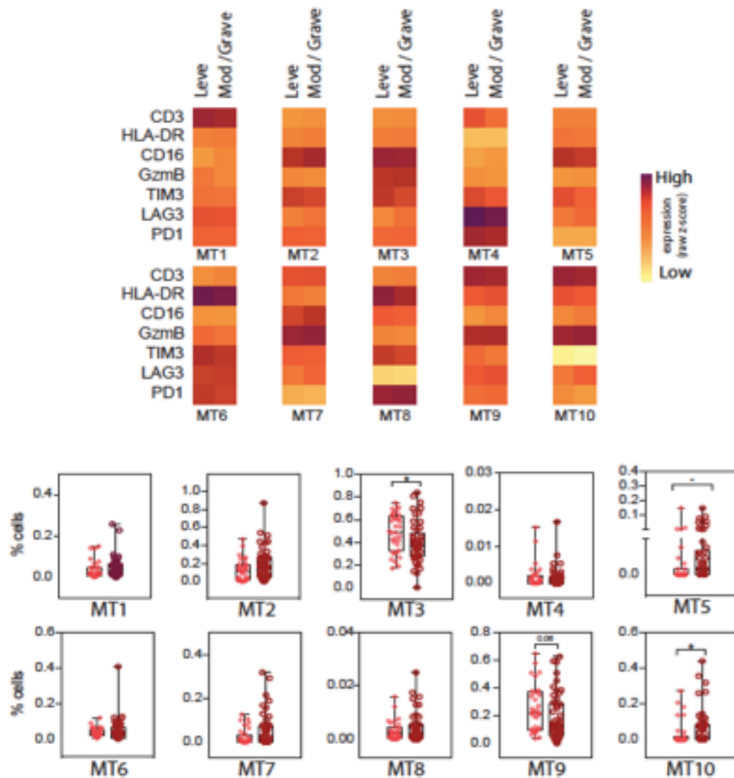 Leve Mod / Grave Leve Mod / Grave Leve Mod / Grave Leve Mod / Grave Leve Mod / Grave
CD3
HLA-DR
CD16
GzmB
TIM3
LAG3
PD1
MT1 MT2 MT3 MT4 MT5
High
expression
(raw z-score)
Low
CD3
HLA-DR
CD16
GzmB
TIM3
LAG3
PD1
MT6 MT7 MT8 MT9 MT10
% cells
0.4
0.2
0.0
MT1
1.0
0.8
0.6
0.4
0.2
0.0
MT2
1.0
0.8
0.6
0.4
0.2
0.0
*
MT3
0.03
0.02
0.01
0.00
MT4
0.4
0.3
0.2
0.1
0.0
MT5
% cells
0.6
0.4
0.2
0.0
MT6
0.4
0.2
0.0
MT7
0.04
0.02
0.00
MT8
0.8
0.6
0.4
0.2
0.0
MT9
0.6
0.4
0.2
0.0
*
MT10